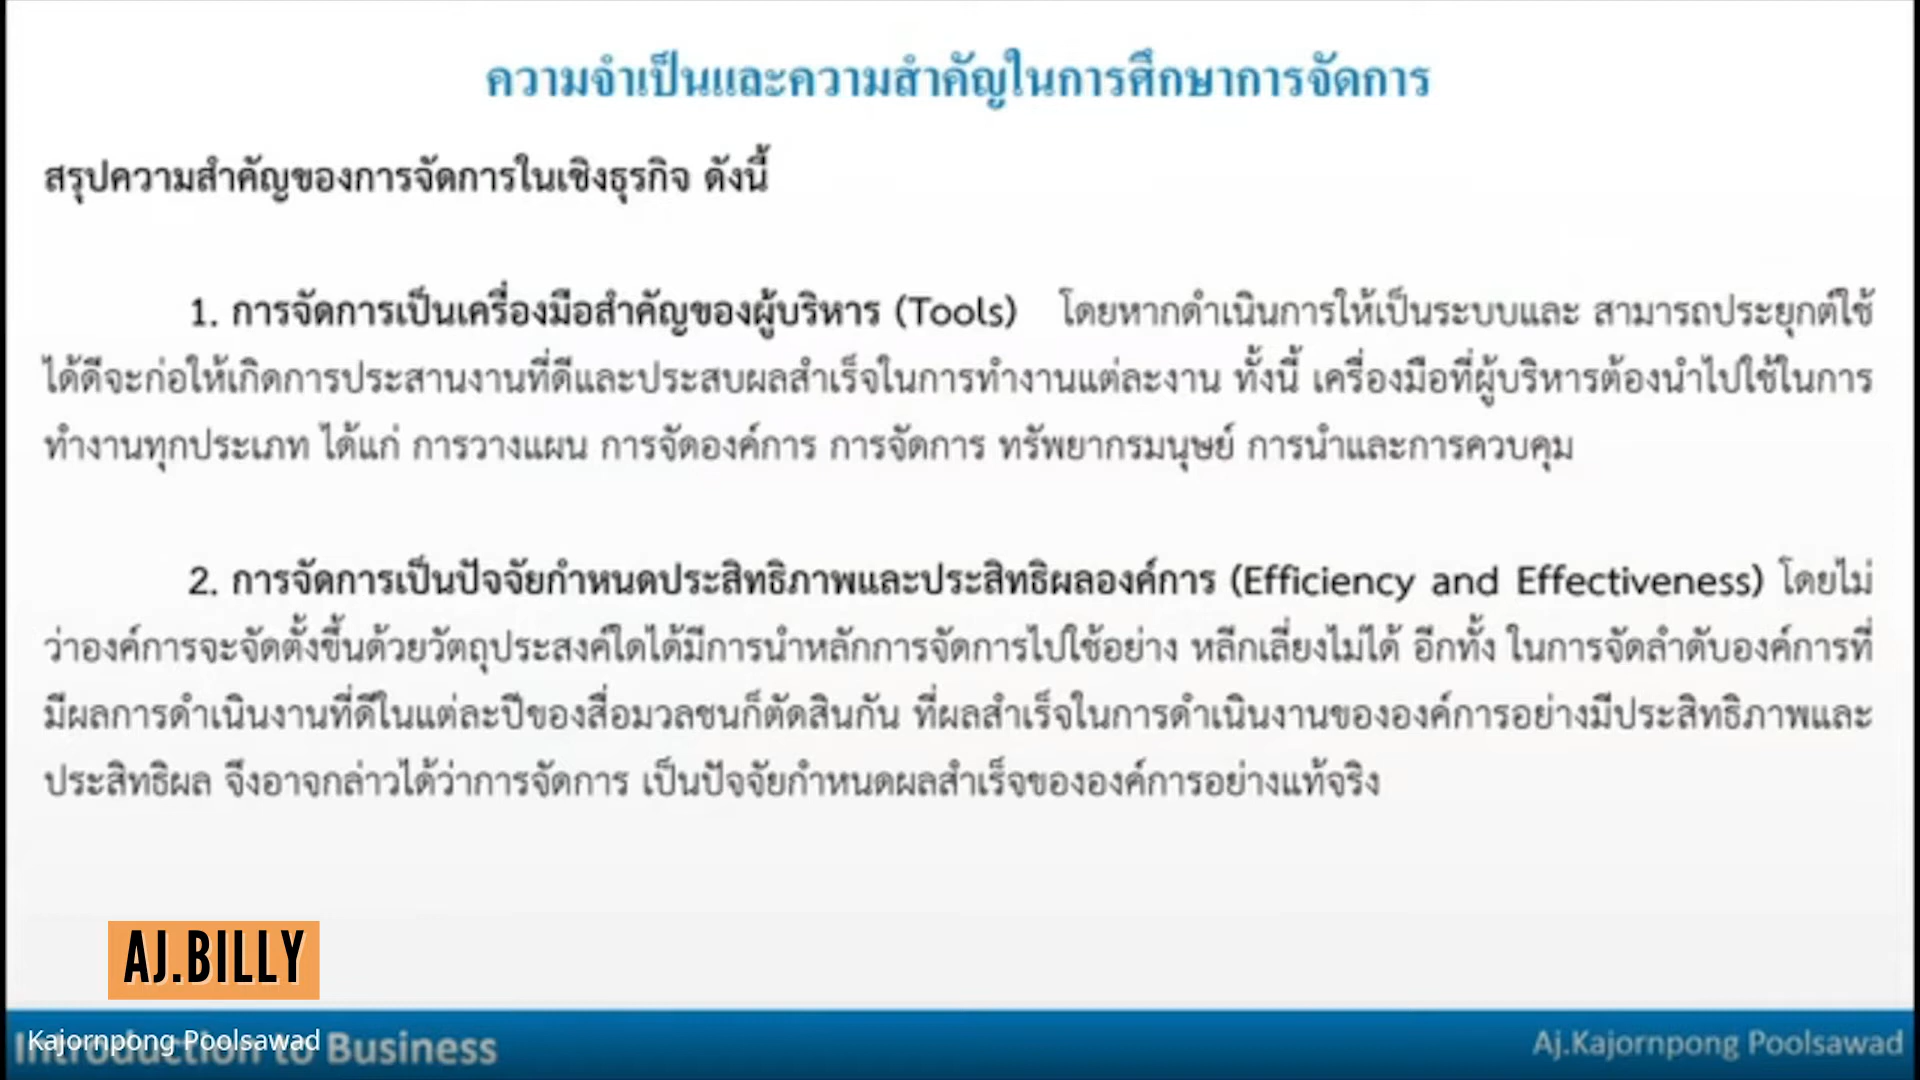 ความจำเป็นและความสำคัญในการศึกษาการจัดการ
สรุปความสำคัญของการจัดการในเชิงธุรกิจ ดังนี้
1. การจัดการเป็นเครื่องมือสำคัญของผู้บริหาร (Tools) โดยหากดำเนินการให้เป็นระบบและ สามารถประยุกต์ใช้
ได้ดีจะก่อให้เกิดการประสานงานที่ดีและประสบผลสำเร็จในการทำงานแต่ละงาน ทั้งนี้ เครื่องมือที่ผู้บริหารต้องนำไปใช้ในการ
ทำงานทุกประเภท ได้แก่ การวางแผน การจัดองค์การ การจัดการ ทรัพยากรมนุษย์ การนำและการควบคุม
2. การจัดการเป็นปัจจัยกำหนดประสิทธิภาพและประสิทธิผลองค์การ (Efficiency and Effectiveness) โดยไม่
ว่าองค์การจะจัดตั้งขึ้นด้วยวัตถุประสงค์ใดได้มีการนำหลักการจัดการไปใช้อย่าง หลีกเลี่ยงไม่ได้ อีกทั้ง ในการจัดลำดับองค์การที่
มีผลการดำเนินงานที่ดีในแต่ละปีของสื่อมวลชนก็ตัดสินกัน ที่ผลสำเร็จในการดำเนินงานขององค์การอย่างมีประสิทธิภาพและ
ประสิทธิผล จึงอาจกล่าวได้ว่าการจัดการ เป็นปัจจัยกำหนดผลสำเร็จขององค์การอย่างแท้จริง
AJ.BILLY
Kajornpong Poolsawad
Introduction to Business
Aj.Kajornpong Poolsawad